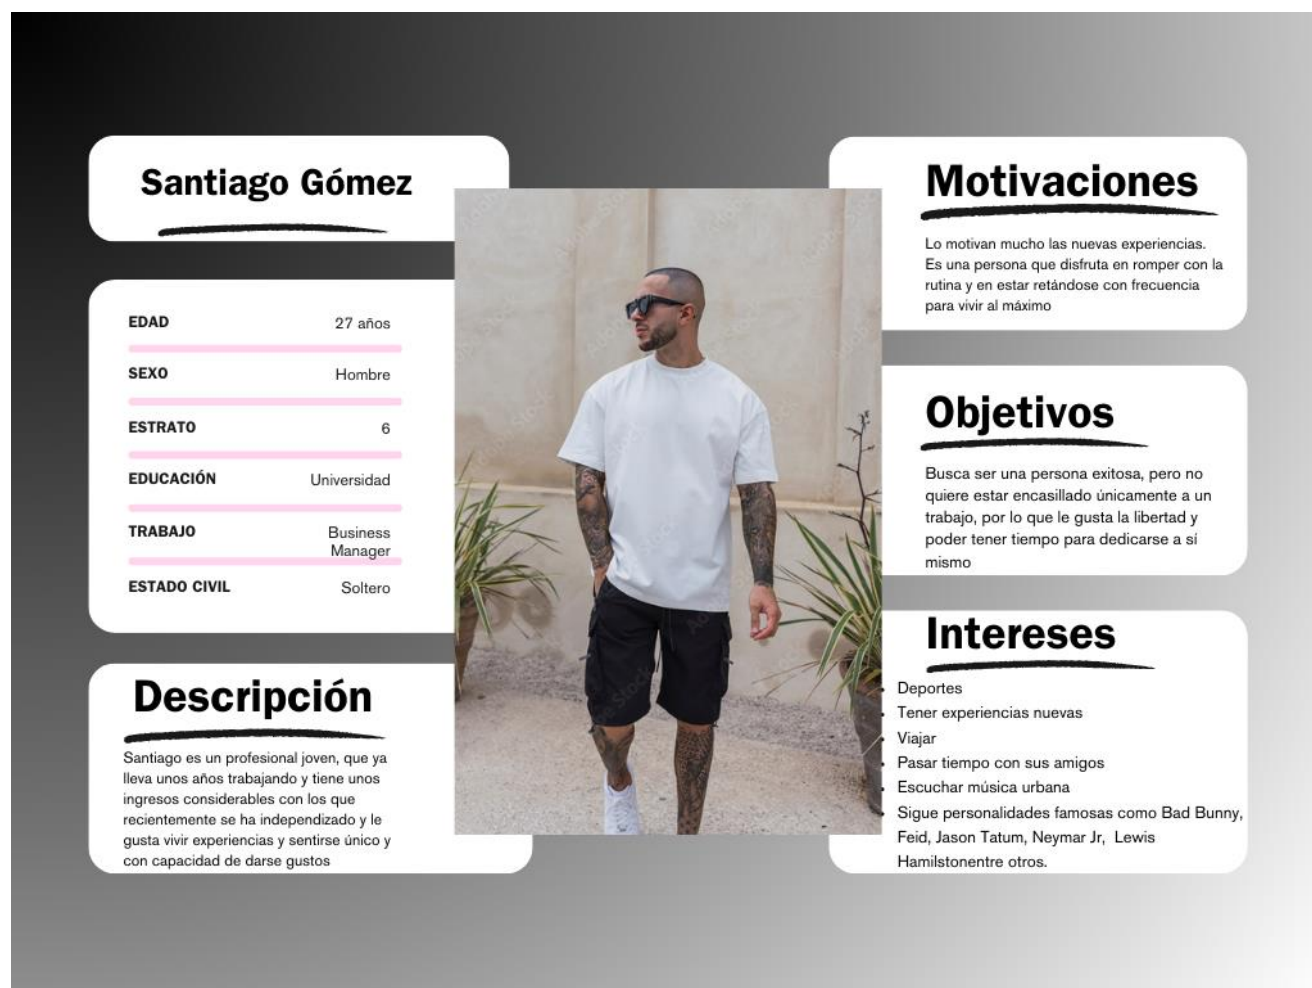 Santiago Gómez
EDAD 27 años
SEXO Hombre
ESTRATO 6
EDUCACIÓN Universidad
TRABAJO Business
Manager
ESTADO CIVIL Soltero
Descripción
Santiago es un profesional joven, que ya
lleva unos años trabajando y tiene unos
ingresos considerables con los que
recientemente se ha independizado y le
gusta vivir experiencias y sentirse único y
con capacidad de darse gustos
Motivaciones
Lo motivan mucho las nuevas experiencias.
Es una persona que disfruta en romper con la
rutina y en estar retándose con frecuencia
para vivir al máximo
Objetivos
Busca ser una persona exitosa, pero no
quiere estar encasillado únicamente a un
trabajo, por lo que le gusta la libertad y
poder tener tiempo para dedicarse a sí
mismo
Intereses
Deportes
Tener experiencias nuevas
Viajar
Pasar tiempo con sus amigos
Escuchar música urbana
Sigue personalidades famosas como Bad Bunny,
Feid, Jason Tatum, Neymar Jr, Lewis
Hamilstonentre otros.